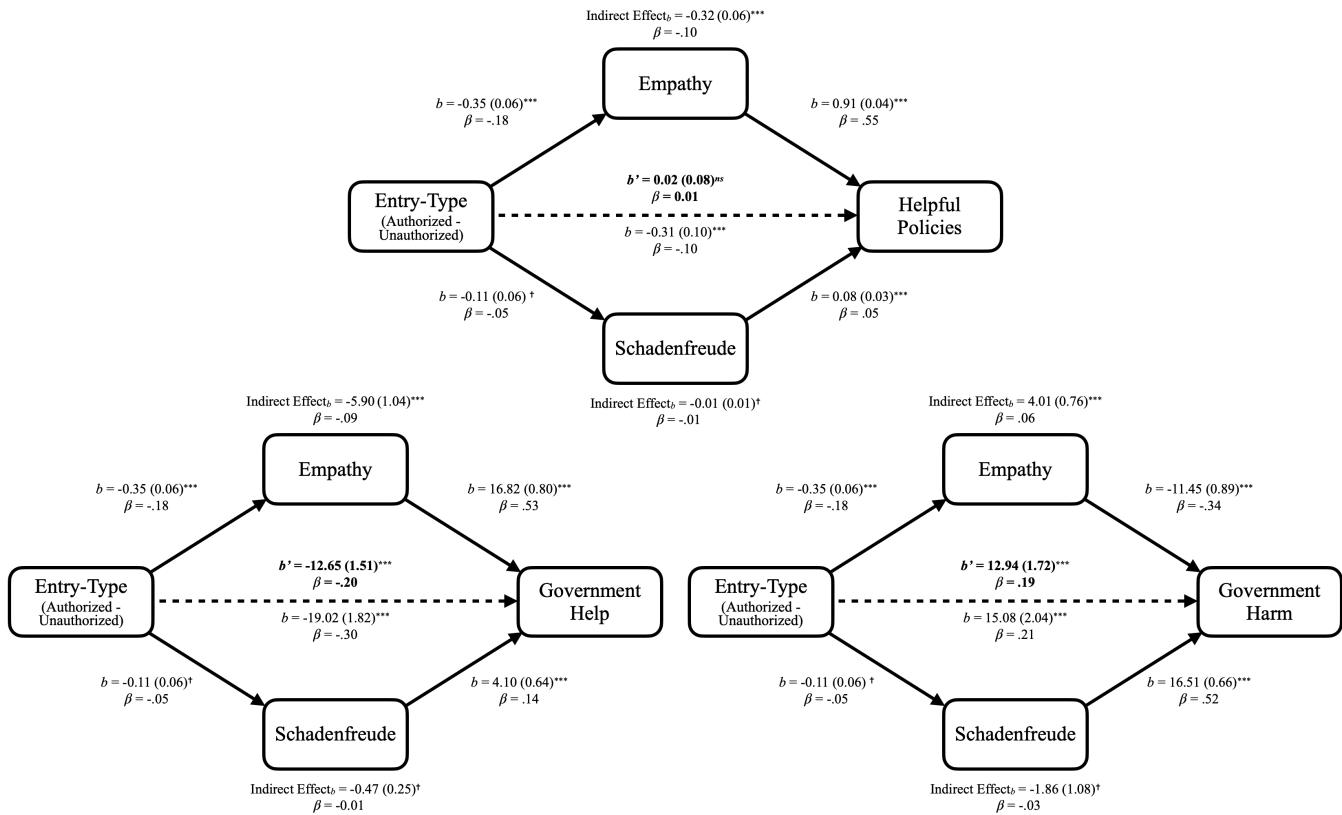 Indirect Effect_b = -0.32 (0.06)***
β = -.10
Empathy
b = -0.35 (0.06)***
β = -.18
b = 0.91 (0.04)***
β = .55
Entry-Type
(Authorized -
Unauthorized)
b’ = 0.02 (0.08)ns
β = 0.01
b = -0.31 (0.10)***
β = -.10
Helpful
Policies
b = -0.11 (0.06) †
β = -.05
b = 0.08 (0.03)***
β = .05
Schadenfreude
Indirect Effect_b = -0.01 (0.01)†
β = -.01
Indirect Effect_b = -5.90 (1.04)***
β = -.09
Empathy
b = -0.35 (0.06)***
β = -.18
b = 16.82 (0.80)***
β = .53
Entry-Type
(Authorized -
Unauthorized)
b’ = -12.65 (1.51)***
β = -.20
b = -19.02 (1.82)***
β = -.30
Government
Help
b = -0.11 (0.06)†
β = -.05
b = 4.10 (0.64)***
β = .14
Schadenfreude
Indirect Effect_b = -0.47 (0.25)†
β = -0.01
Indirect Effect_b = 4.01 (0.76)***
β = .06
Empathy
b = -0.35 (0.06)***
β = -.18
b = -11.45 (0.89)***
β = -.34
Entry-Type
(Authorized -
Unauthorized)
b’ = 12.94 (1.72)***
β = .19
b = 15.08 (2.04)***
β = .21
Government
Harm
b = -0.11 (0.06) †
β = -.05
b = 16.51 (0.66)***
β = .52
Schadenfreude
Indirect Effect_b = -1.86 (1.08)†
β = -.03